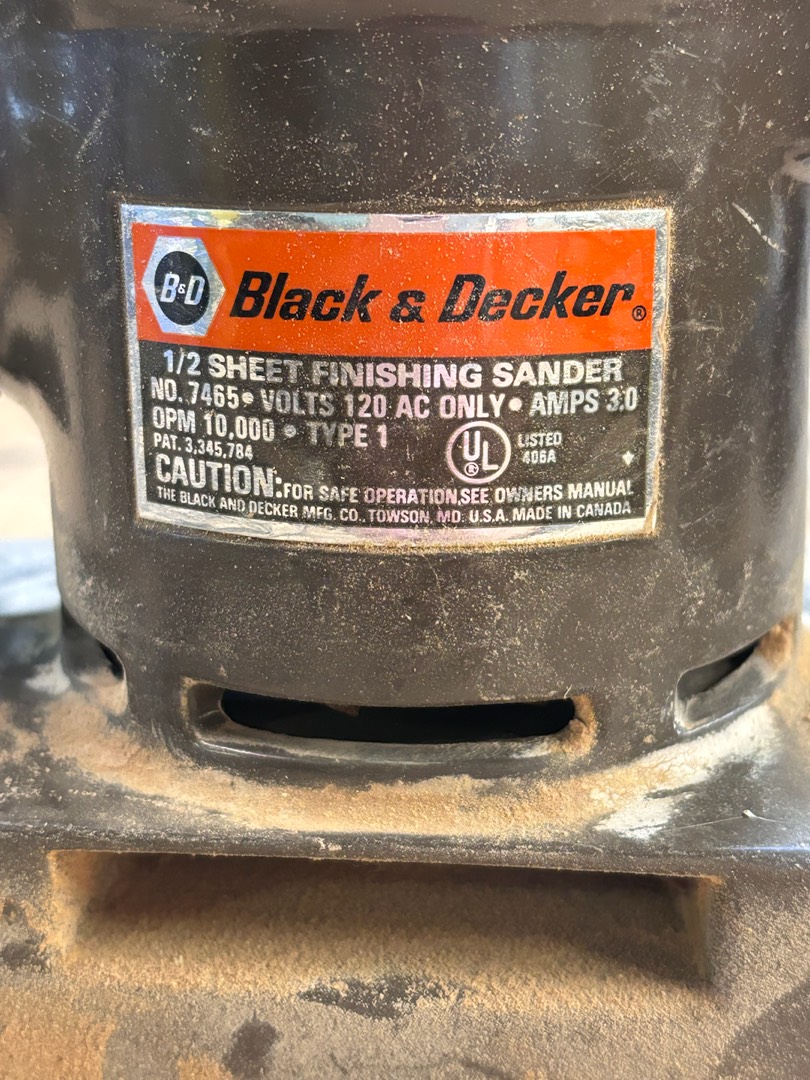 B&D Black & Decker®
1/2 SHEET FINISHING SANDER
NO. 7465• VOLTS 120 AC ONLY• AMPS 3.0
OPM 10,000 • TYPE 1
PAT. 3,345,784
UL® LISTED
406A
CAUTION: FOR SAFE OPERATION, SEE OWNERS MANUAL
THE BLACK AND DECKER MFG. CO., TOWSON, MD. U.S.A. MADE IN CANADA